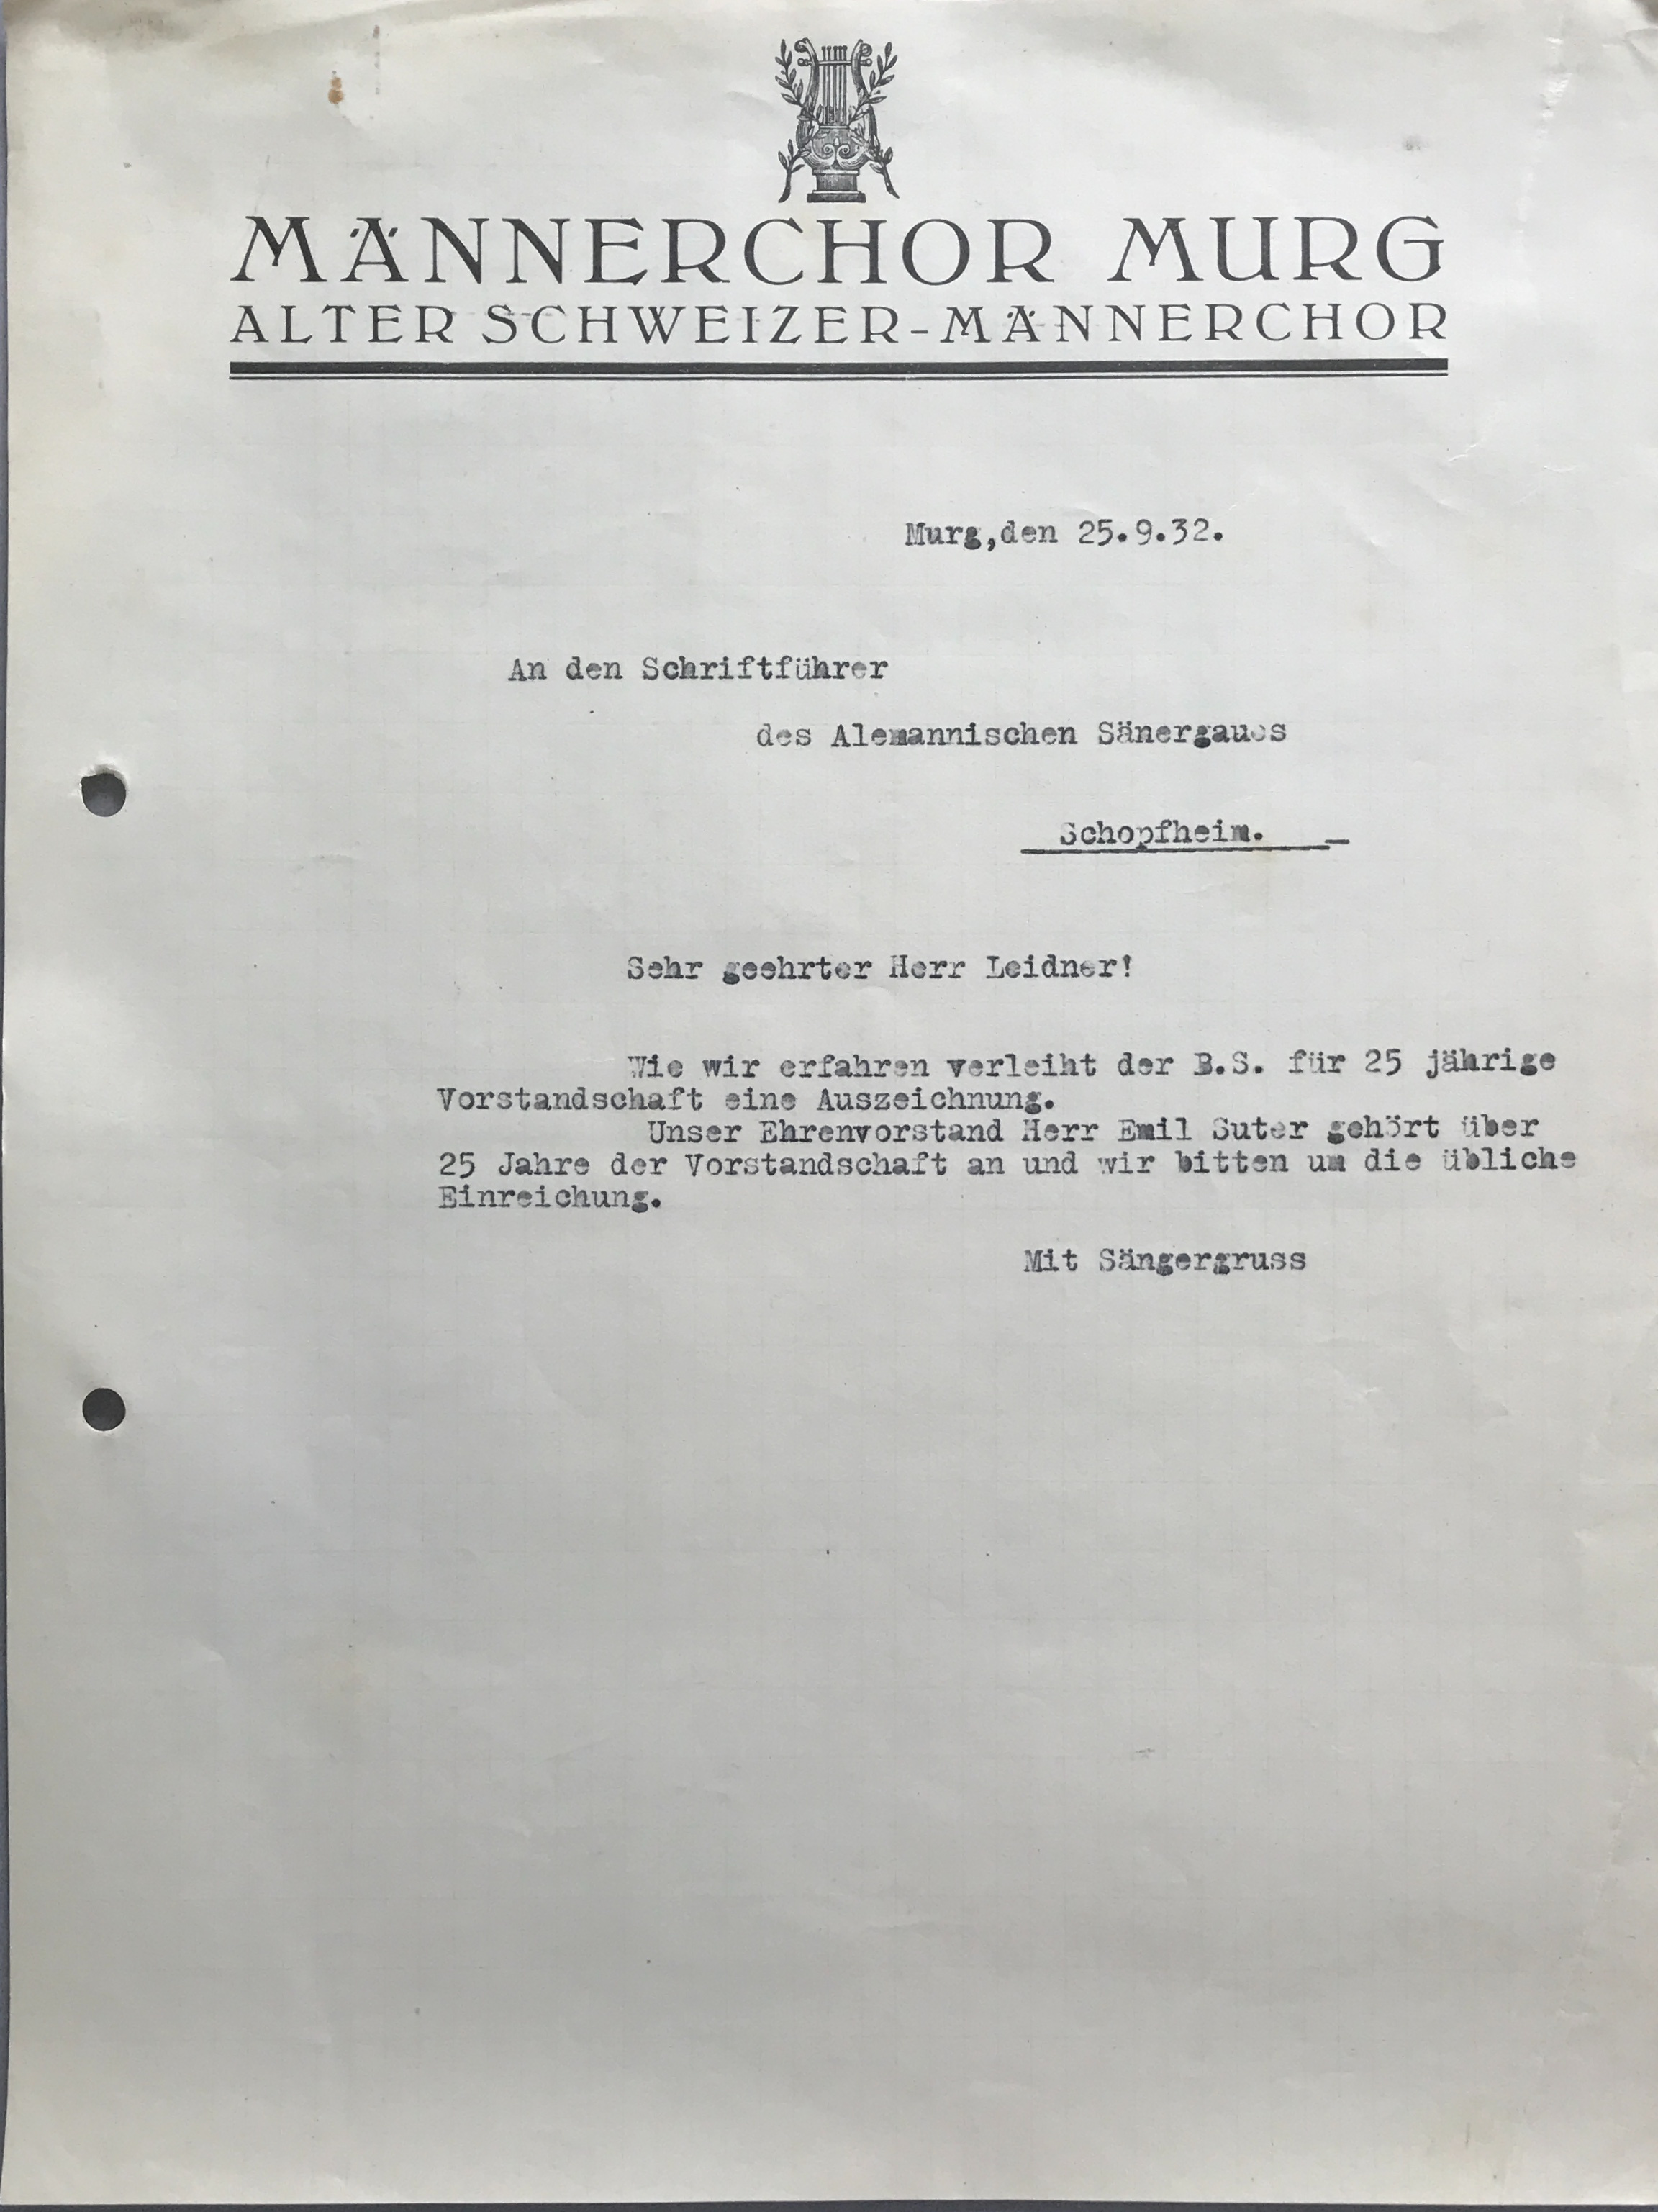 MÄNNERCHOR MURG
ALTER SCHWEIZER-MÄNNERCHOR
Murg,den 25.9.32.
An den Schriftführer
des Alemannischen Sänergaues
Schopfheim.
Sehr geehrter Herr Leidner!
Wie wir erfahren verleiht der B.S. für 25 jährige
Vorstandschaft eine Auszeichnung.
Unser Ehrenvorstand Herr Emil Suter gehört über
25 Jahre der Vorstandschaft an und wir bitten um die übliche
Einreichung.
Mit Sängergruss